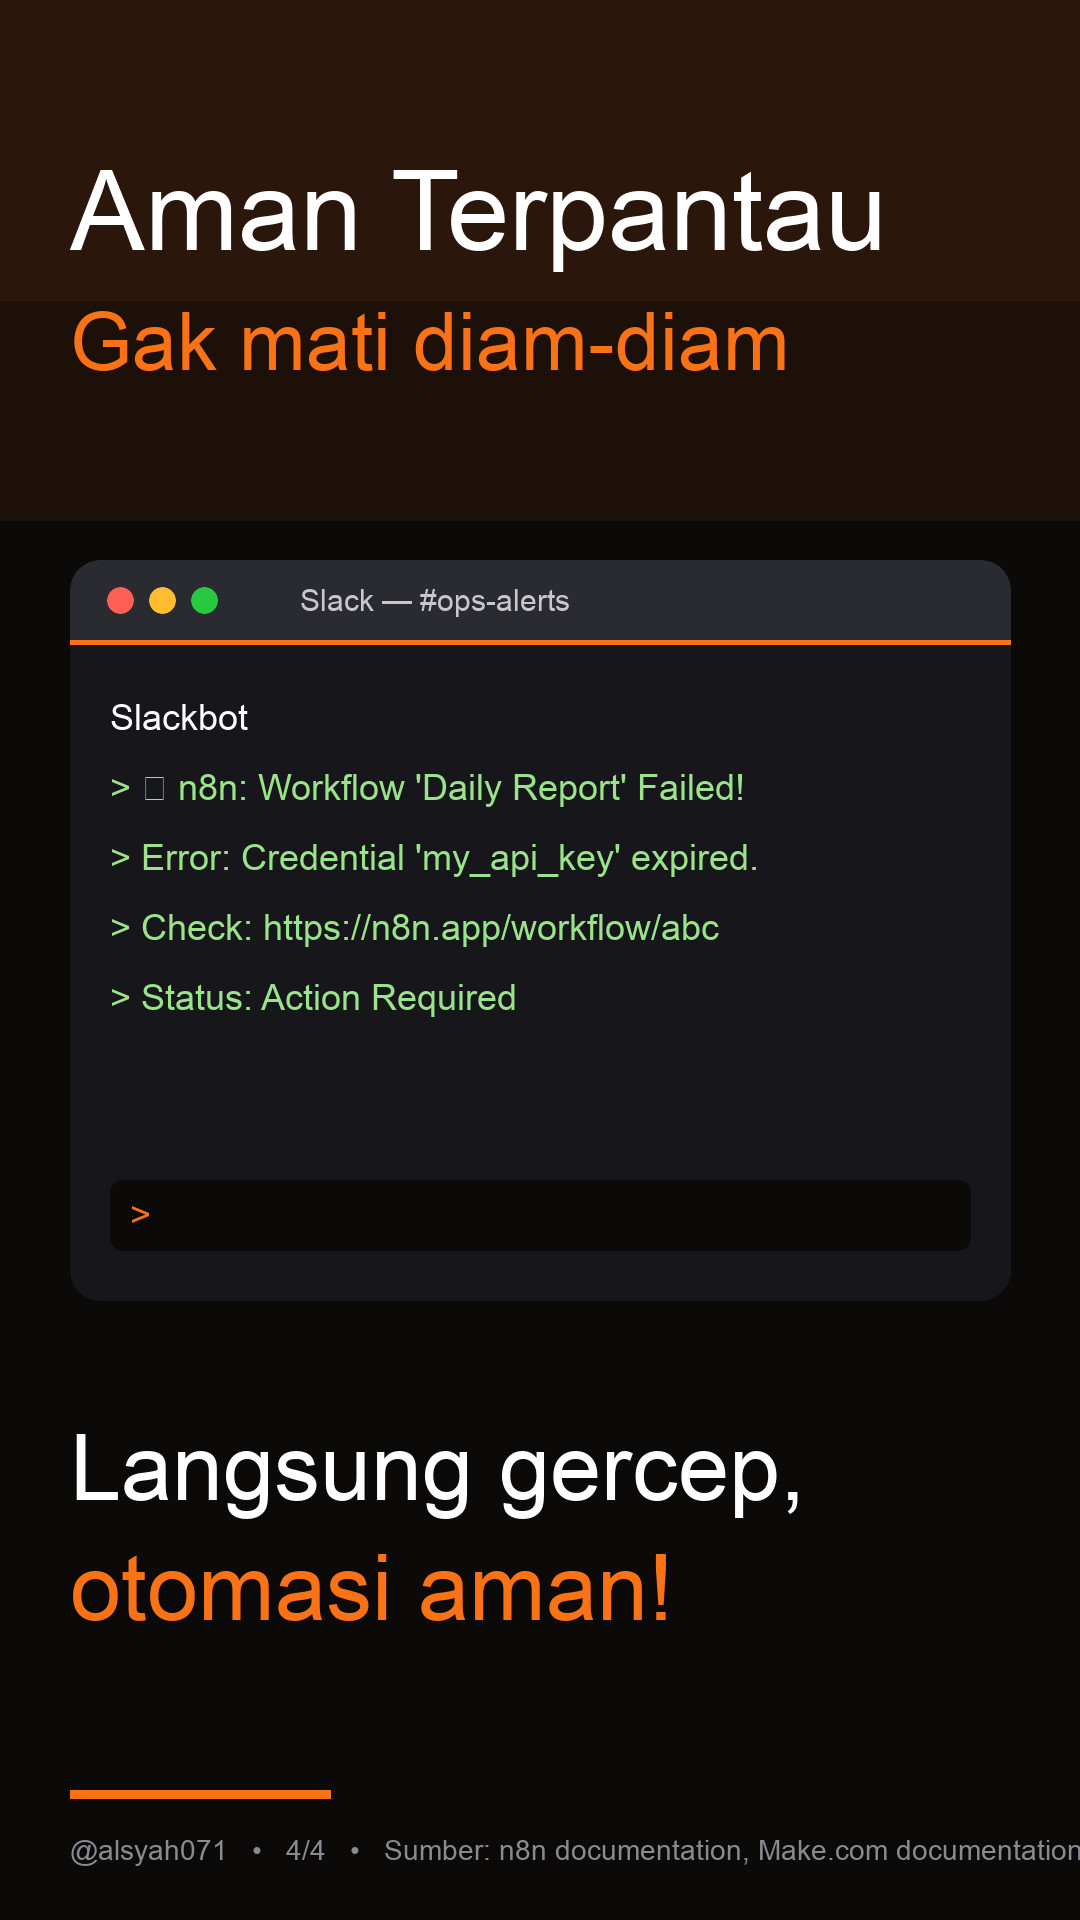 Aman Terpantau
Gak mati diam-diam
Slack — #ops-alerts
Slackbot
> □ n8n: Workflow 'Daily Report' Failed!
> Error: Credential 'my_api_key' expired.
> Check: https://n8n.app/workflow/abc
> Status: Action Required
>
Langsung gercep,
otomasi aman!
@alsyah071 • 4/4 • Sumber: n8n documentation, Make.com documentation